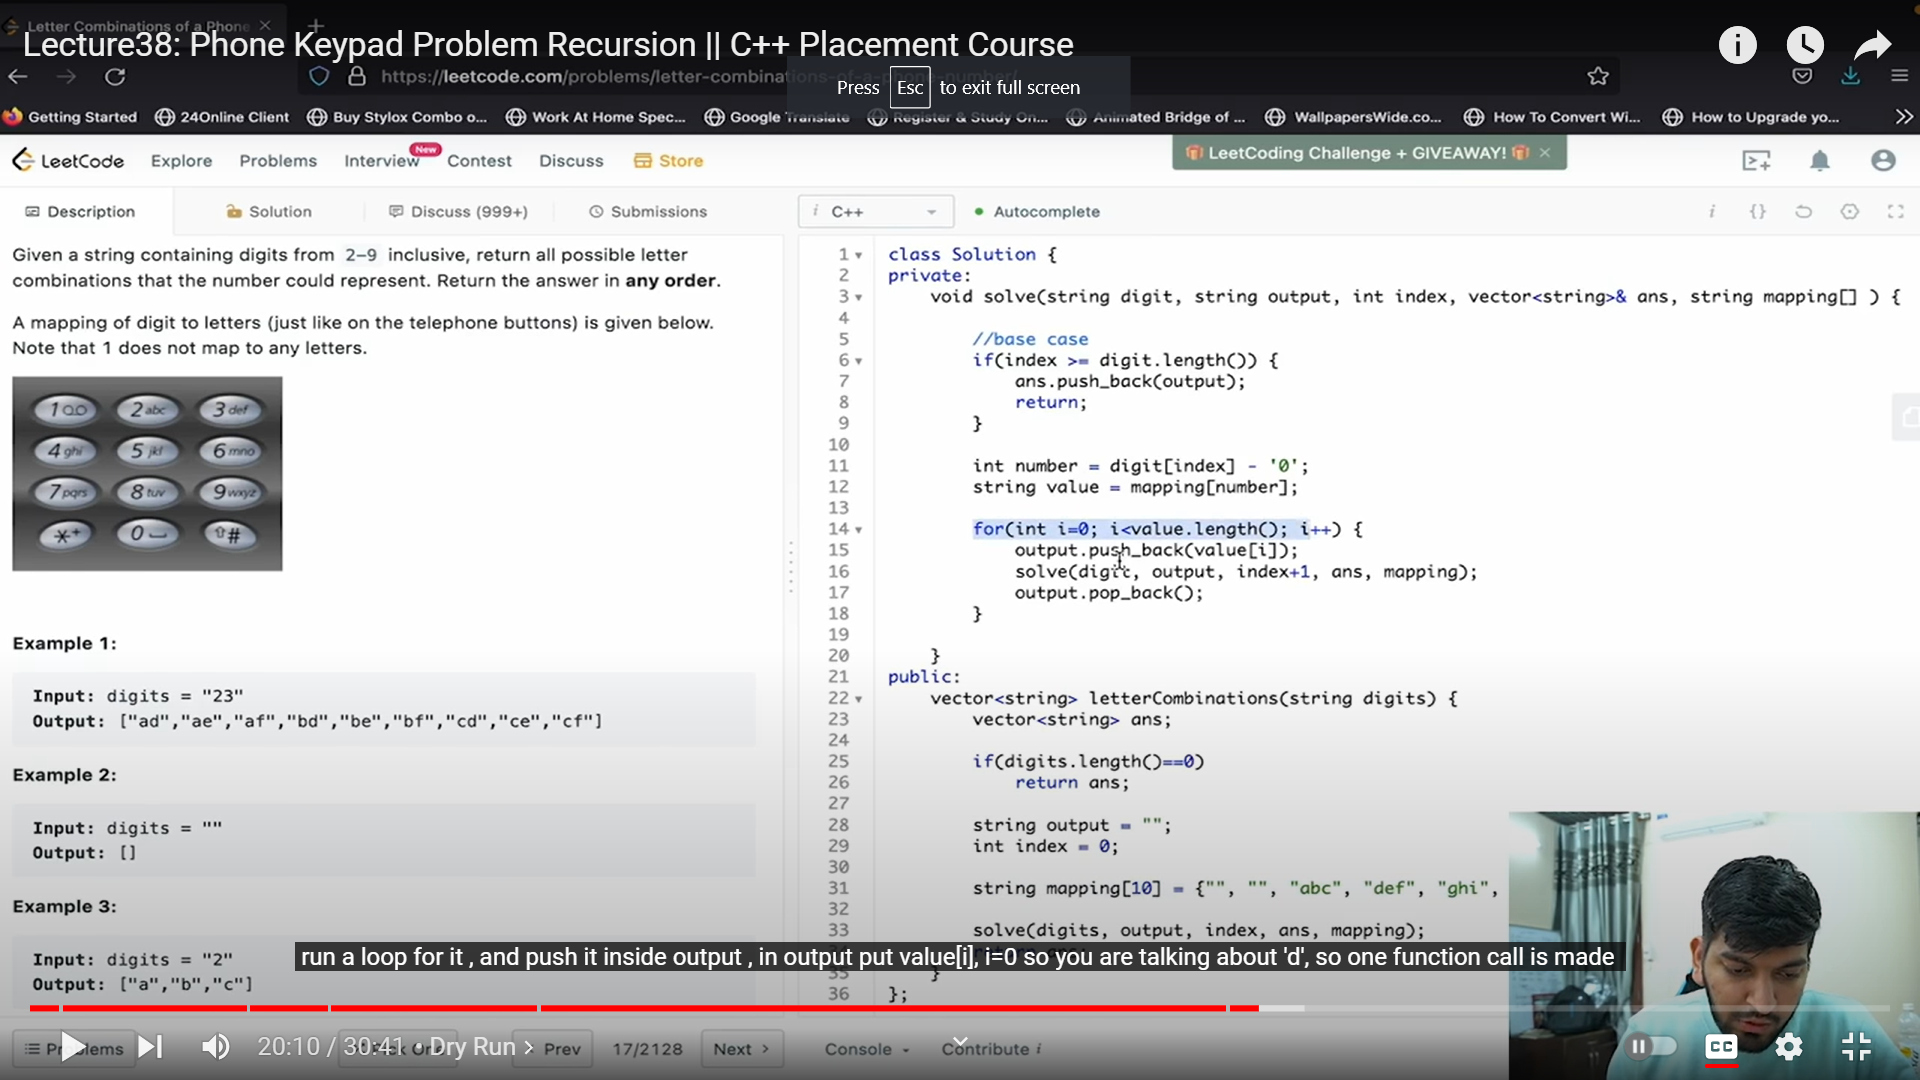 Letter Combinations of a Phone
Lecture38: Phone Keypad Problem Recursion || C++ Placement Course
https://leetcode.com/problems/letter-combinations-of-a-phone-number/
Press Esc to exit full screen
Getting Started
24Online Client
Buy Stylox Combo o...
Work At Home Spec...
Google Translate
Register & Study On...
Animated Bridge of ...
WallpapersWide.co...
How To Convert Wi...
How to Upgrade yo...
LeetCode
Explore
Problems
Interview
New
Contest
Discuss
Store
LeetCoding Challenge + GIVEAWAY!
Description
Solution
Discuss (999+)
Submissions
i C++
Autocomplete
Given a string containing digits from 2-9 inclusive, return all possible letter
combinations that the number could represent. Return the answer in any order.
A mapping of digit to letters (just like on the telephone buttons) is given below.
Note that 1 does not map to any letters.
1
2 abc
3 def
4 ghi
5 jkl
6 mno
7 pqrs
8 tuv
9 wxyz
*+
0
#
Example 1:
Input: digits = "23"
Output: ["ad","ae","af","bd","be","bf","cd","ce","cf"]
Example 2:
Input: digits = ""
Output: []
Example 3:
Input: digits = "2"
Output: ["a","b","c"]
1 class Solution {
2 private:
3 void solve(string digit, string output, int index, vector<string>& ans, string mapping[] ) {
4
5 //base case
6 if(index >= digit.length()) {
7 ans.push_back(output);
8 return;
9 }
10
11 int number = digit[index] - '0';
12 string value = mapping[number];
13
14 for(int i=0; i<value.length(); i++) {
15 output.push_back(value[i]);
16 solve(digit, output, index+1, ans, mapping);
17 output.pop_back();
18 }
19
20 }
21 public:
22 vector<string> letterCombinations(string digits) {
23 vector<string> ans;
24
25 if(digits.length()==0)
26 return ans;
27
28 string output = "";
29 int index = 0;
30
31 string mapping[10] = {"", "", "abc", "def", "ghi",
32
33 solve(digits, output, index, ans, mapping);
35 }
36 };
run a loop for it , and push it inside output , in output put value[i], i=0 so you are talking about 'd', so one function call is made
Problems
20:10 / 30:41 • Dry Run >
Prev
17/2128
Next >
Console
Contribute i
CC